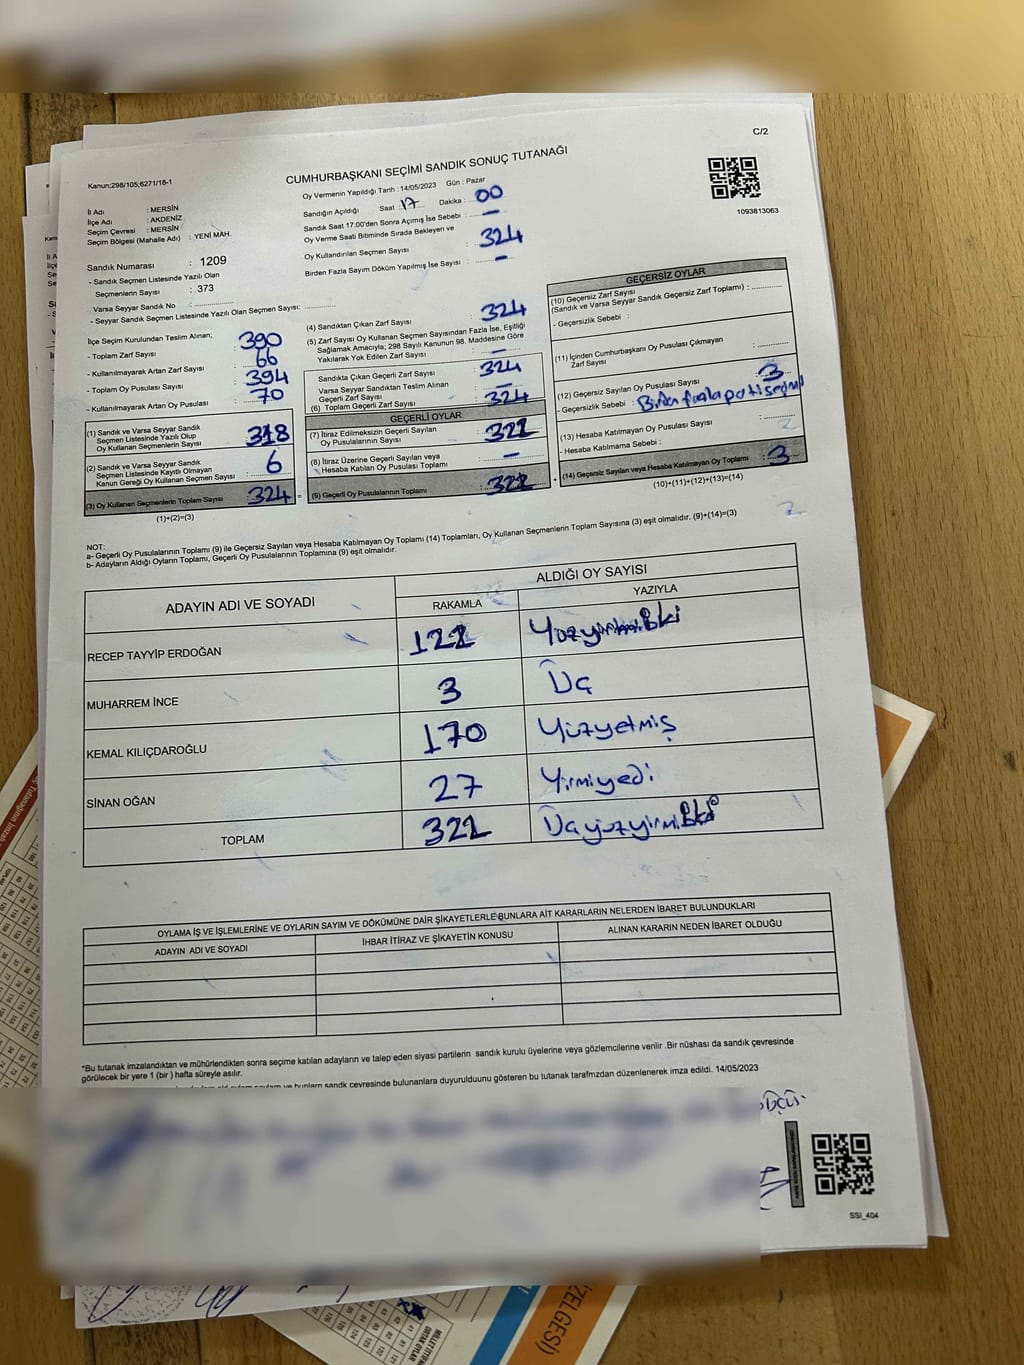 C/2
Kanun;298/105;6271/18-1
CUMHURBAŞKANI SEÇİMİ SANDIK SONUÇ TUTANAĞI
1093813063
İl Adı : MERSİN
İlçe Adı : AKDENİZ
Seçim Çevresi : MERSİN
Seçim Bölgesi (Mahalle Adı) : YENİ MAH.
Sandık Numarası : 1209
- Sandık Seçmen Listesinde Yazılı Olan
Seçmenlerin Sayısı : 373
Varsa Seyyar Sandık No :
- Seyyar Sandık Seçmen Listesinde Yazılı Olan Seçmen Sayısı:
Oy Vermenin Yapıldığı Tarih : 14/05/2023 Gün : Pazar
Sandığın Açıldığı Saat : 17 Dakika : 00
Sandık Saat 17:00'den Sonra Açımış İse Sebebi : —
Oy Verme Saati Bitiminde Sırada Bekleyen ve
Oy Kullandırılan Seçmen Sayısı : 324
Birden Fazla Sayım Döküm Yapılmış İse Sayısı : —
İlçe Seçim Kurulundan Teslim Alınan;
- Toplam Zarf Sayısı : 390
- Kullanılmayarak Artan Zarf Sayısı : 66
- Toplam Oy Pusulası Sayısı : 394
- Kullanılmayarak Artan Oy Pusulası : 70
(1) Sandık ve Varsa Seyyar Sandık
Seçmen Listesinde Yazılı Olup
Oy Kullanan Seçmenlerin Sayısı : 318
(2) Sandık ve Varsa Seyyar Sandık
Seçmen Listesinde Kayıtlı Olmayan
Kanun Gereği Oy Kullanan Seçmen Sayısı : 6
(3) Oy Kullanan Seçmenlerin Toplam Sayısı : 324 =
(1)+(2)=(3)
(4) Sandıktan Çıkan Zarf Sayısı : 324
(5) Zarf Sayısı Oy Kullanan Seçmen Sayısından Fazla İse, Eşitliği
Sağlamak Amacıyla; 298 Sayılı Kanunun 98. Maddesine Göre
Yakılarak Yok Edilen Zarf Sayısı : —
Sandıkta Çıkan Geçerli Zarf Sayısı : 324
Varsa Seyyar Sandıktan Teslim Alınan
Geçerli Zarf Sayısı : —
(6) Toplam Geçerli Zarf Sayısı : 324
GEÇERLİ OYLAR
(7) İtiraz Edilmeksizin Geçerli Sayılan
Oy Pusulalarının Sayısı : 321
(8) İtiraz Üzerine Geçerli Sayılan veya
Hesaba Katılan Oy Pusulası Toplamı : —
(9) Geçerli Oy Pusulalarının Toplamı : 322 +
GEÇERSİZ OYLAR
(10) Geçersiz Zarf Sayısı
(Sandık ve Varsa Seyyar Sandık Geçersiz Zarf Toplamı) :
- Geçersizlik Sebebi :
(11) İçinden Cumhurbaşkanı Oy Pusulası Çıkmayan
Zarf Sayısı :
(12) Geçersiz Sayılan Oy Pusulası Sayısı : 3
- Geçersizlik Sebebi : Birden fazla parti seçimi
(13) Hesaba Katılmayan Oy Pusulası Sayısı :
- Hesaba Katılmama Sebebi :
(14) Geçersiz Sayılan veya Hesaba Katılmayan Oy Toplamı : 3
(10)+(11)+(12)+(13)=(14)
NOT:
a- Geçerli Oy Pusulalarının Toplamı (9) ile Geçersiz Sayılan veya Hesaba Katılmayan Oy Toplamı (14) Toplamları, Oy Kullanan Seçmenlerin Toplam Sayısına (3) eşit olmalıdır. (9)+(14)=(3)
b- Adayların Aldığı Oyların Toplamı, Geçerli Oy Pusulalarının Toplamına (9) eşit olmalıdır.
ADAYIN ADI VE SOYADI
ALDIĞI OY SAYISI
RAKAMLA YAZIYLA
RECEP TAYYİP ERDOĞAN 122
MUHARREM İNCE 3 Üç
KEMAL KILIÇDAROĞLU 170 Yüzyetmiş
SİNAN OĞAN 27 Yirmiyedi
TOPLAM 322
OYLAMA İŞ VE İŞLEMLERİNE VE OYLARIN SAYIM VE DÖKÜMÜNE DAİR ŞİKAYETLERLE BUNLARA AİT KARARLARIN NELERDEN İBARET BULUNDUKLARI
ADAYIN ADI VE SOYADI İHBAR İTİRAZ VE ŞİKAYETİN KONUSU ALINAN KARARIN NEDEN İBARET OLDUĞU
*Bu tutanak imzalandıktan ve mühürlendikten sonra seçime katılan adayların ve talep eden siyasi partilerin sandık kurulu üyelerine veya gözlemcilerine verilir .Bir nüshası da sandık çevresinde
görülecek bir yere 1 (bir ) hafta süreyle asılır.
ve bunların sandık çevresinde bulunanlara duyurulduunu gösteren bu tutanak tarafımızdan düzenlenerek imza edildi. 14/05/2023
SSI_404
ÇİZELGESİ)